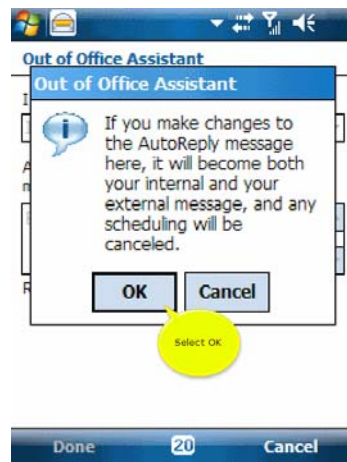 Out of Office Assistant
Out of Office Assistant
If you make changes to
the AutoReply message
here, it will become both
your internal and your
external message, and any
scheduling will be
canceled.
OK Cancel
Select OK
Done 20 Cancel